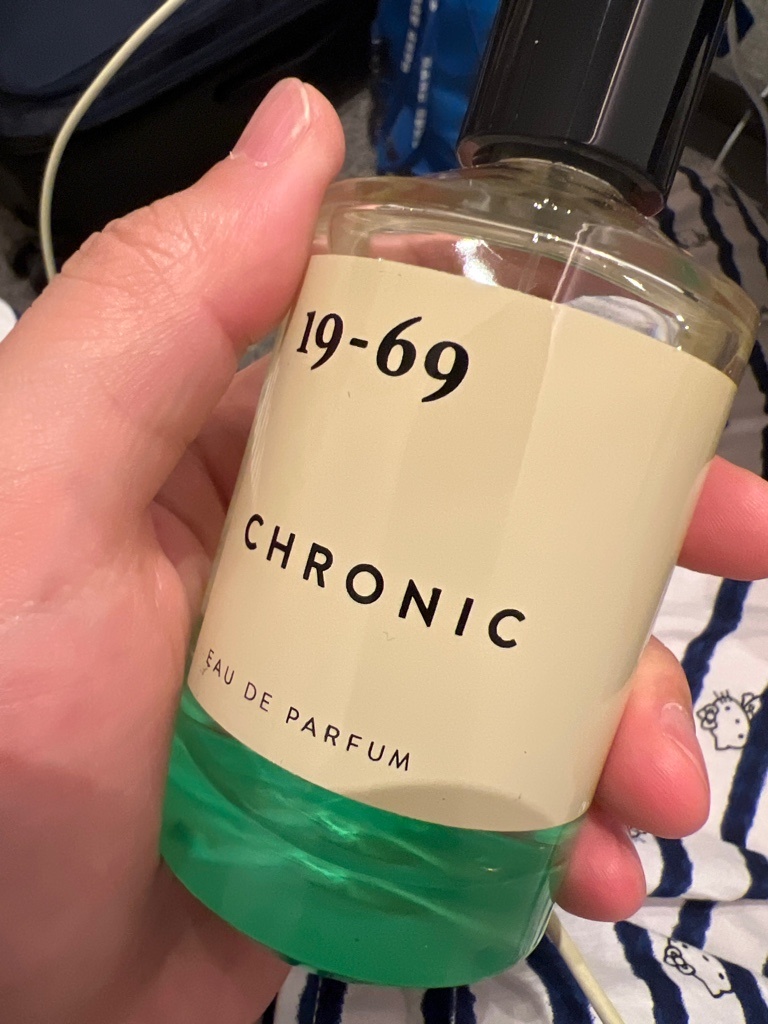 19-69
CHRONIC
EAU DE PARFUM